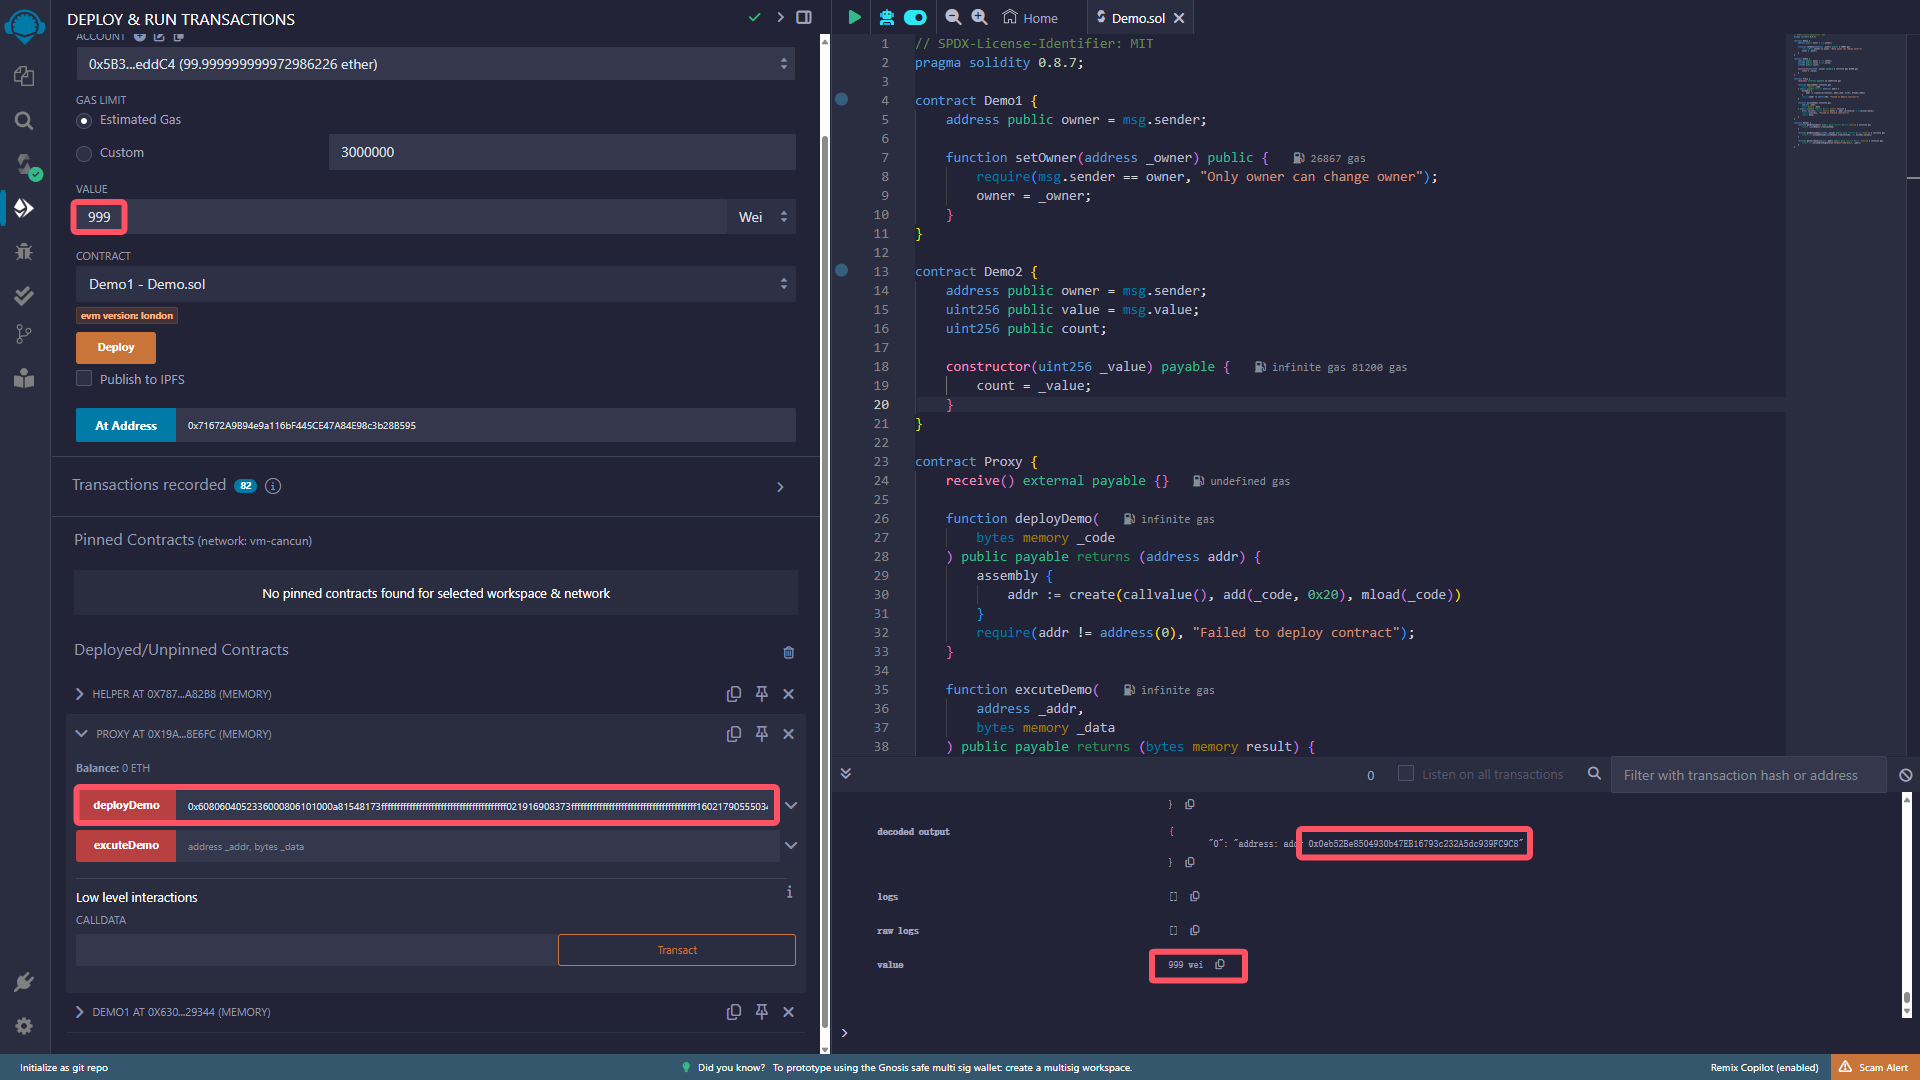 DEPLOY & RUN TRANSACTIONS
ACCOUNT
0x5B3...eddC4 (99.999999999972986226 ether)
GAS LIMIT
Estimated Gas
Custom
3000000
VALUE
999
Wei
CONTRACT
Demo1 - Demo.sol
evm version: london
Deploy
Publish to IPFS
At Address
0x71672A9B94e9a116bF445CE47A84E98c3b28B595
Transactions recorded 82
Pinned Contracts (network: vm-cancun)
No pinned contracts found for selected workspace & network
Deployed/Unpinned Contracts
HELPER AT 0X787...A82B8 (MEMORY)
PROXY AT 0X19A...8E6FC (MEMORY)
Balance: 0 ETH
deployDemo
excuteDemo
address _addr, bytes _data
Low level interactions
CALLDATA
Transact
DEMO1 AT 0X630...29344 (MEMORY)
Home
Demo.sol
1 // SPDX-License-Identifier: MIT
2 pragma solidity 0.8.7;
3
4 contract Demo1 {
5 address public owner = msg.sender;
6
7 function setOwner(address _owner) public { 26867 gas
8 require(msg.sender == owner, "Only owner can change owner");
9 owner = _owner;
10 }
11 }
12
13 contract Demo2 {
14 address public owner = msg.sender;
15 uint256 public value = msg.value;
16 uint256 public count;
17
18 constructor(uint256 _value) payable { infinite gas 81200 gas
19 count = _value;
20 }
21 }
22
23 contract Proxy {
24 receive() external payable {} undefined gas
25
26 function deployDemo( infinite gas
27 bytes memory _code
28 ) public payable returns (address addr) {
29 assembly {
30 addr := create(callvalue(), add(_code, 0x20), mload(_code))
31 }
32 require(addr != address(0), "Failed to deploy contract");
33 }
34
35 function excuteDemo( infinite gas
36 address _addr,
37 bytes memory _data
38 ) public payable returns (bytes memory result) {
0
Listen on all transactions
Filter with transaction hash or address
}
decoded output
{
"0": "address: addr 0x0eb52Be8504930b47EB16793c232A5dc939FC9C8"
}
logs
[]
raw logs
[]
value
999 wei
>
Initialize as git repo
Did you know? To prototype using the Gnosis safe multi sig wallet: create a multisig workspace.
Remix Copilot (enabled)
Scam Alert